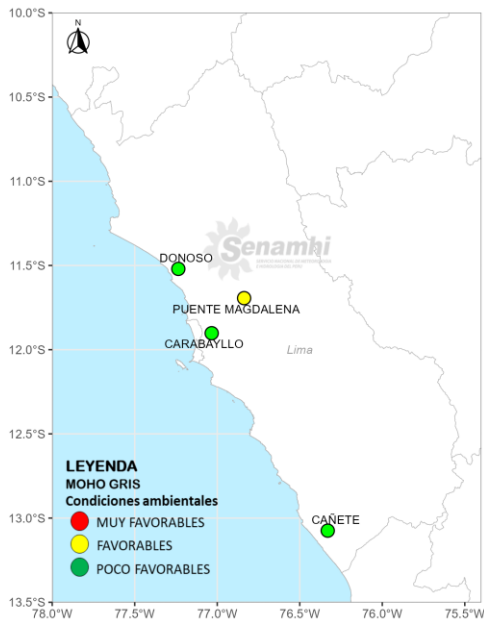 10.0°S
N
10.5°S
11.0°S
Senamhi
DONOSO
11.5°S
PUENTE MAGDALENA
CARABAYLLO
12.0°S
Lima
12.5°S
LEYENDA
MOHO GRIS
Condiciones ambientales
CAÑETE
13.0°S
MUY FAVORABLES
FAVORABLES
POCO FAVORABLES
13.5°S
78.0°W 77.5°W 77.0°W 76.5°W 76.0°W 75.5°W